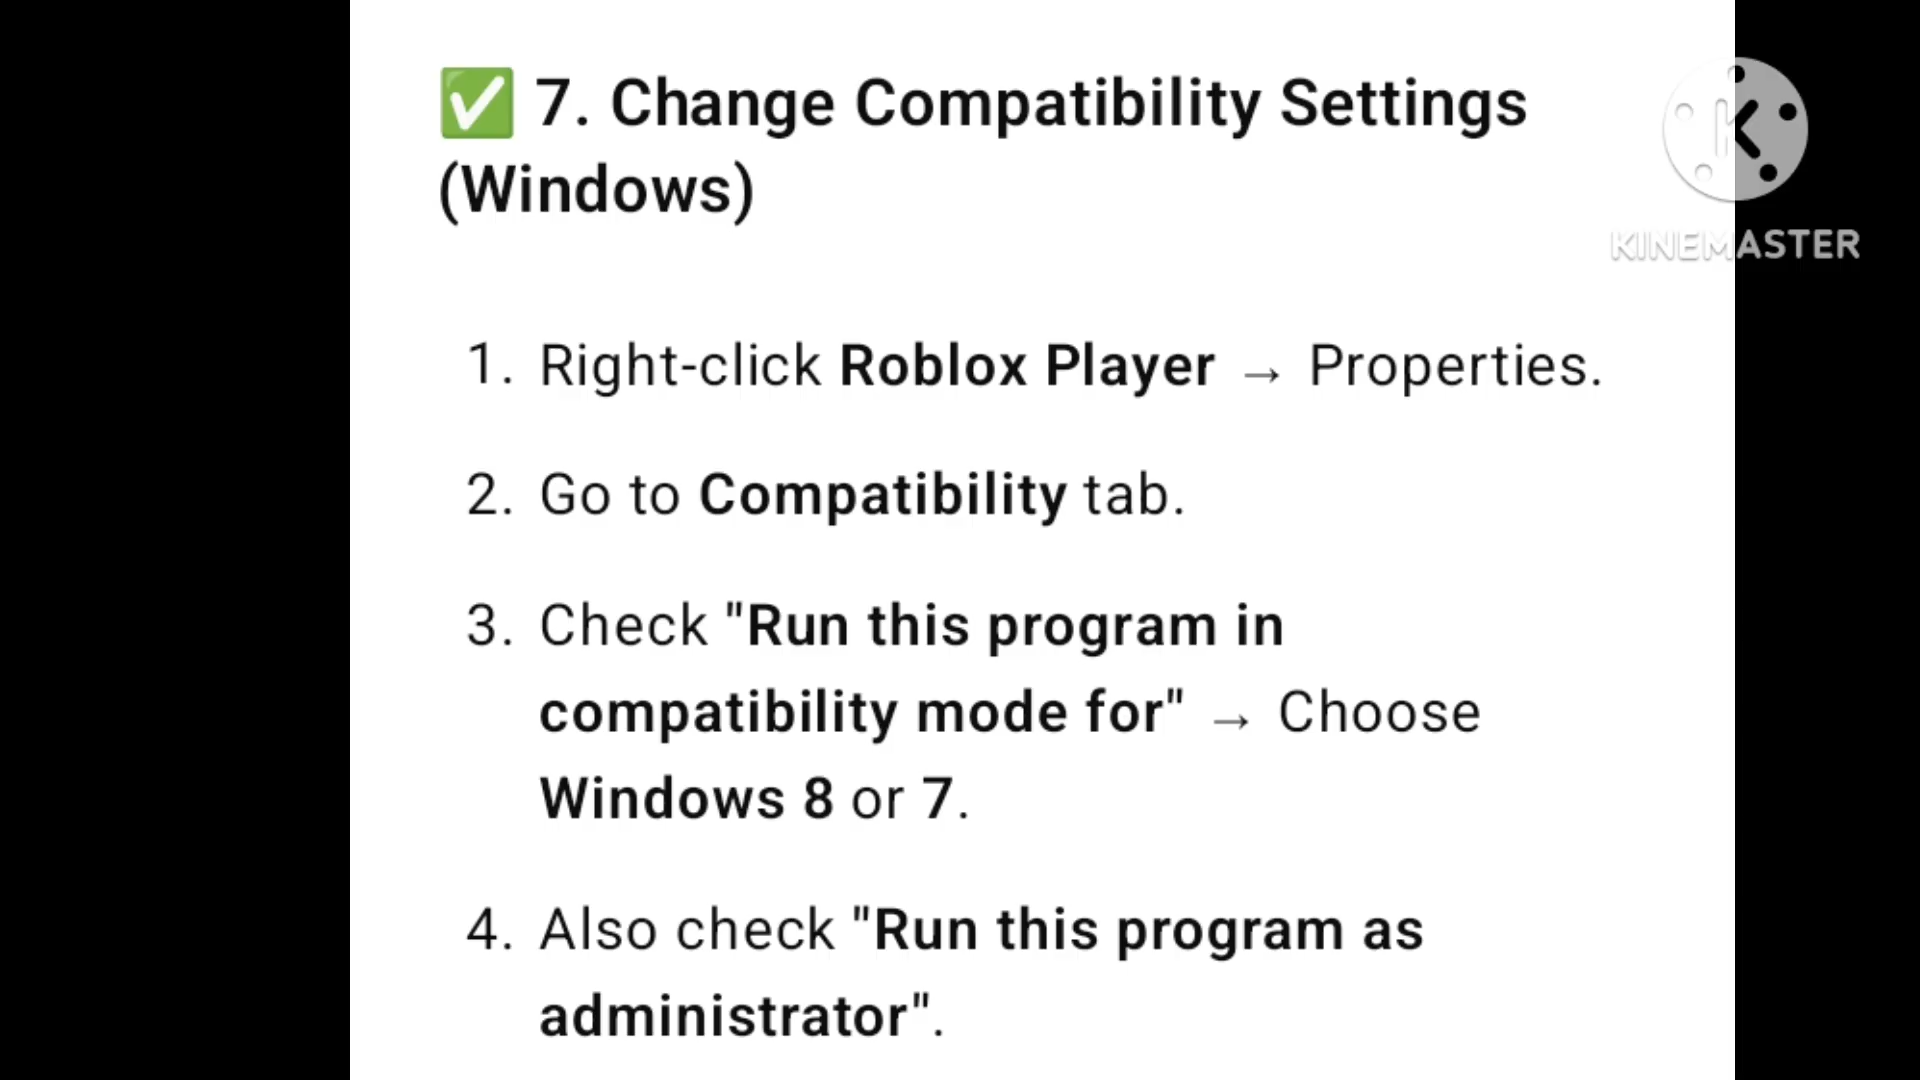 ✅ 7. Change Compatibility Settings
(Windows)
KINEMASTER
1. Right-click Roblox Player → Properties.
2. Go to Compatibility tab.
3. Check "Run this program in
compatibility mode for" → Choose
Windows 8 or 7.
4. Also check "Run this program as
administrator".